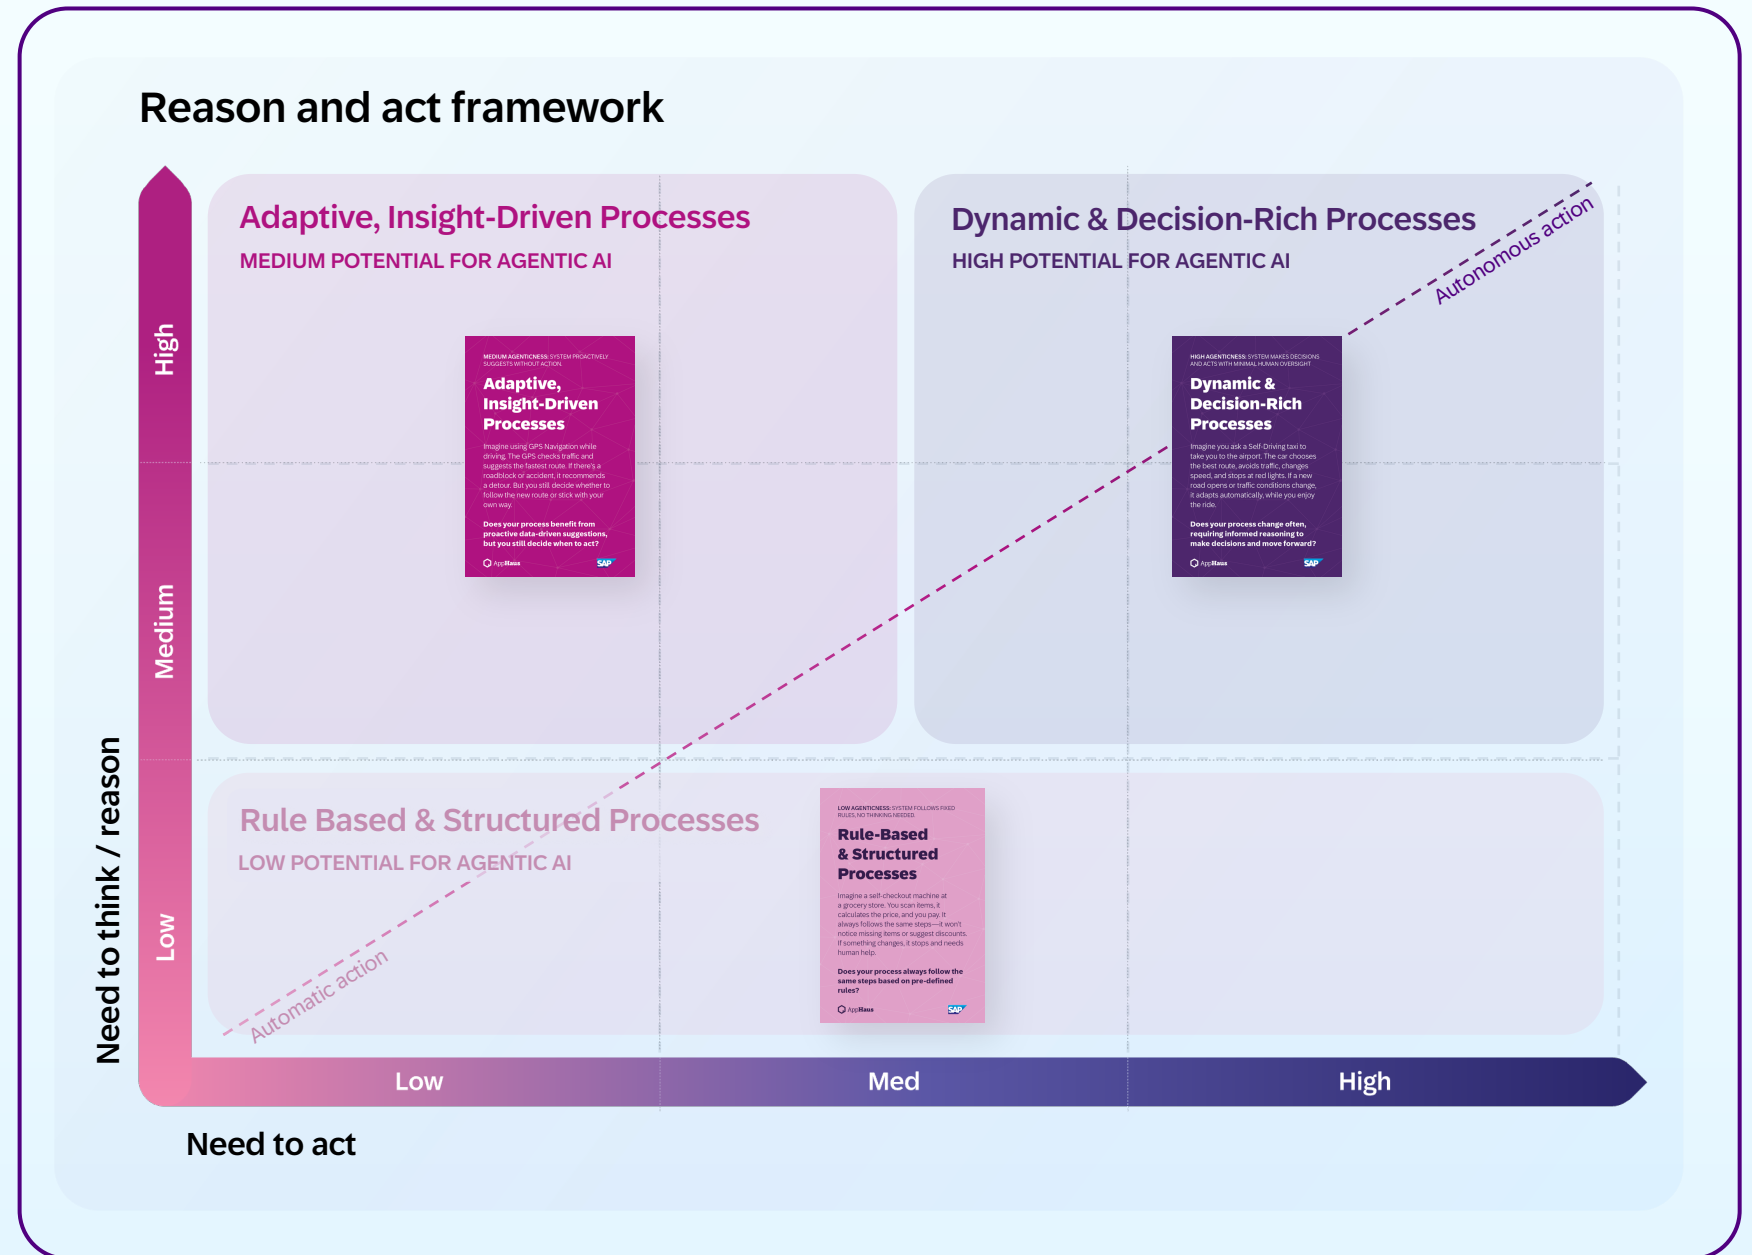 Reason and act framework
Adaptive, Insight-Driven Processes
MEDIUM POTENTIAL FOR AGENTIC AI
MEDIUM AGENTICNESS: SYSTEM PROACTIVELY
SUGGESTS WITHOUT ACTION
Adaptive,
Insight-Driven
Processes
Imagine using GPS Navigation while
driving. The GPS checks traffic and
suggests the fastest route. If there's a
roadblock or accident, it recommends
a detour. But you still decide whether to
follow the new route or stick with your
own way.
Does your process benefit from
proactive data-driven suggestions,
but you still decide when to act?
AppHaus
SAP
Dynamic & Decision-Rich Processes
HIGH POTENTIAL FOR AGENTIC AI
Autonomous action
HIGH AGENTICNESS: SYSTEM MAKES DECISIONS
AND ACTS WITH MINIMAL HUMAN OVERSIGHT
Dynamic &
Decision-Rich
Processes
Imagine you ask a Self-Driving taxi to
take you to the airport. The car chooses
the best route, avoids traffic, changes
speed, and stops at red lights. If a new
road opens or traffic conditions change,
it adapts automatically, while you enjoy
the ride.
Does your process change often,
requiring informed reasoning to
make decisions and move forward?
AppHaus
SAP
Rule Based & Structured Processes
LOW POTENTIAL FOR AGENTIC AI
Automatic action
LOW AGENTICNESS: SYSTEM FOLLOWS FIXED
RULES, NO THINKING NEEDED.
Rule-Based
& Structured
Processes
Imagine a self-checkout machine at
a grocery store. You scan items, it
calculates the price, and you pay. It
always follows the same steps—it won't
notice missing items or suggest discounts.
If something changes, it stops and needs
human help.
Does your process always follow the
same steps based on pre-defined
rules?
AppHaus
SAP
High
Medium
Low
Need to think / reason
Low
Med
High
Need to act